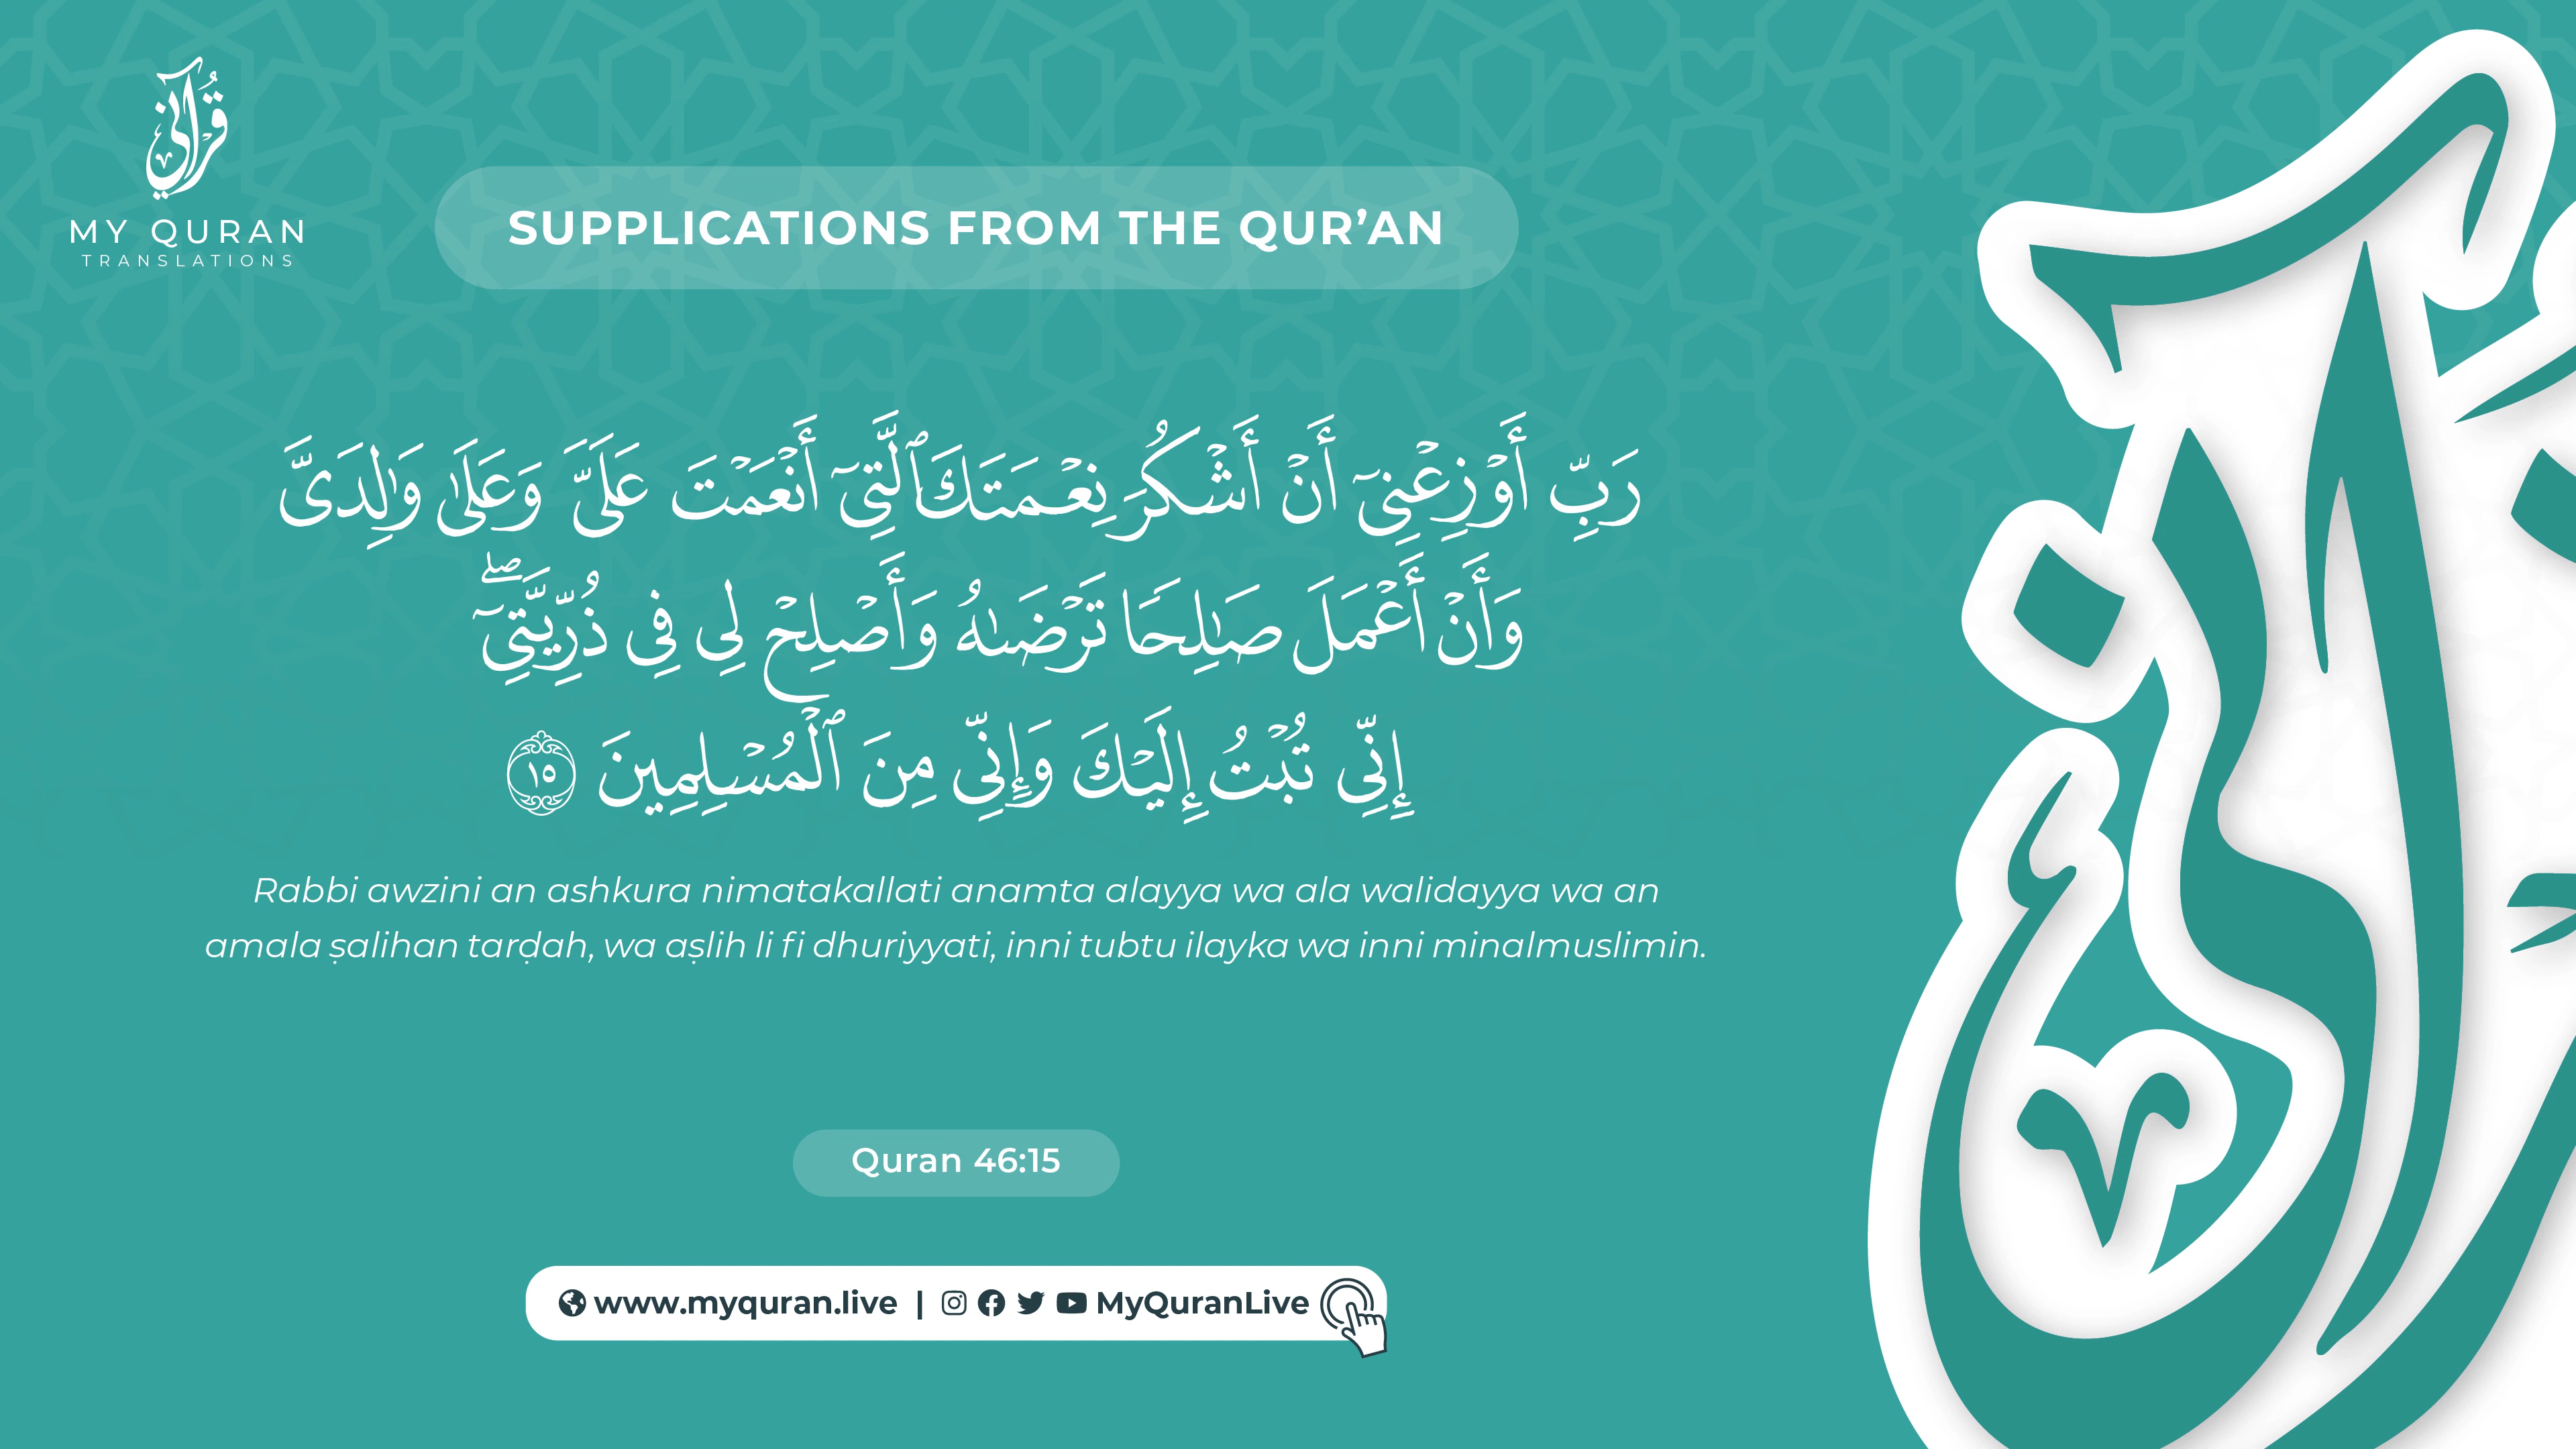 قُرآني
MY QURAN
TRANSLATIONS
SUPPLICATIONS FROM THE QUR’AN
رَبِّ أَوْزِعْنِىٓ أَنْ أَشْكُرَ نِعْمَتَكَ ٱلَّتِىٓ أَنْعَمْتَ عَلَىَّ وَعَلَىٰ وَٰلِدَىَّ
وَأَنْ أَعْمَلَ صَـٰلِحًا تَرْضَىٰهُ وَأَصْلِحْ لِى فِى ذُرِّيَّتِىٓ ۖ
إِنِّى تُبْتُ إِلَيْكَ وَإِنِّى مِنَ ٱلْمُسْلِمِينَ ١٥
Rabbi awzini an ashkura nimatakallati anamta alayya wa ala walidayya wa an
amala ṣalihan tarḍah, wa aṣlih li fi dhuriyyati, inni tubtu ilayka wa inni minalmuslimin.
Quran 46:15
www.myquran.live | MyQuranLive